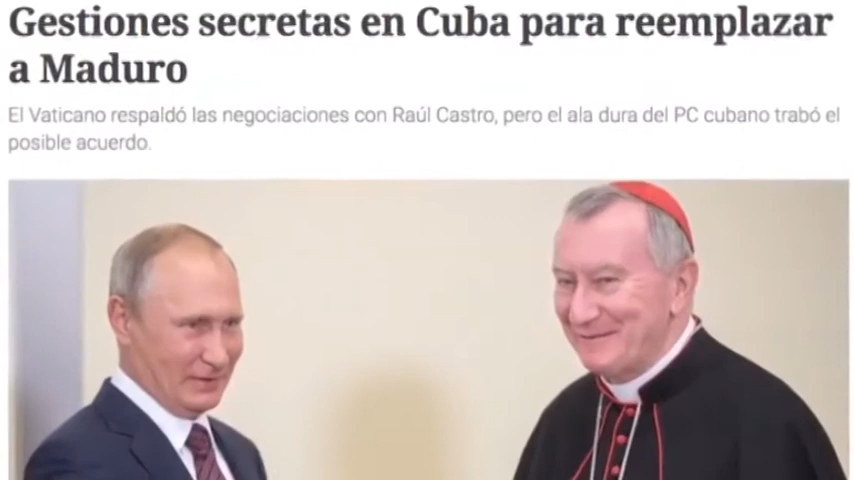 Gestiones secretas en Cuba para reemplazar
a Maduro
El Vaticano respaldó las negociaciones con Raúl Castro, pero el ala dura del PC cubano trabó el
posible acuerdo.